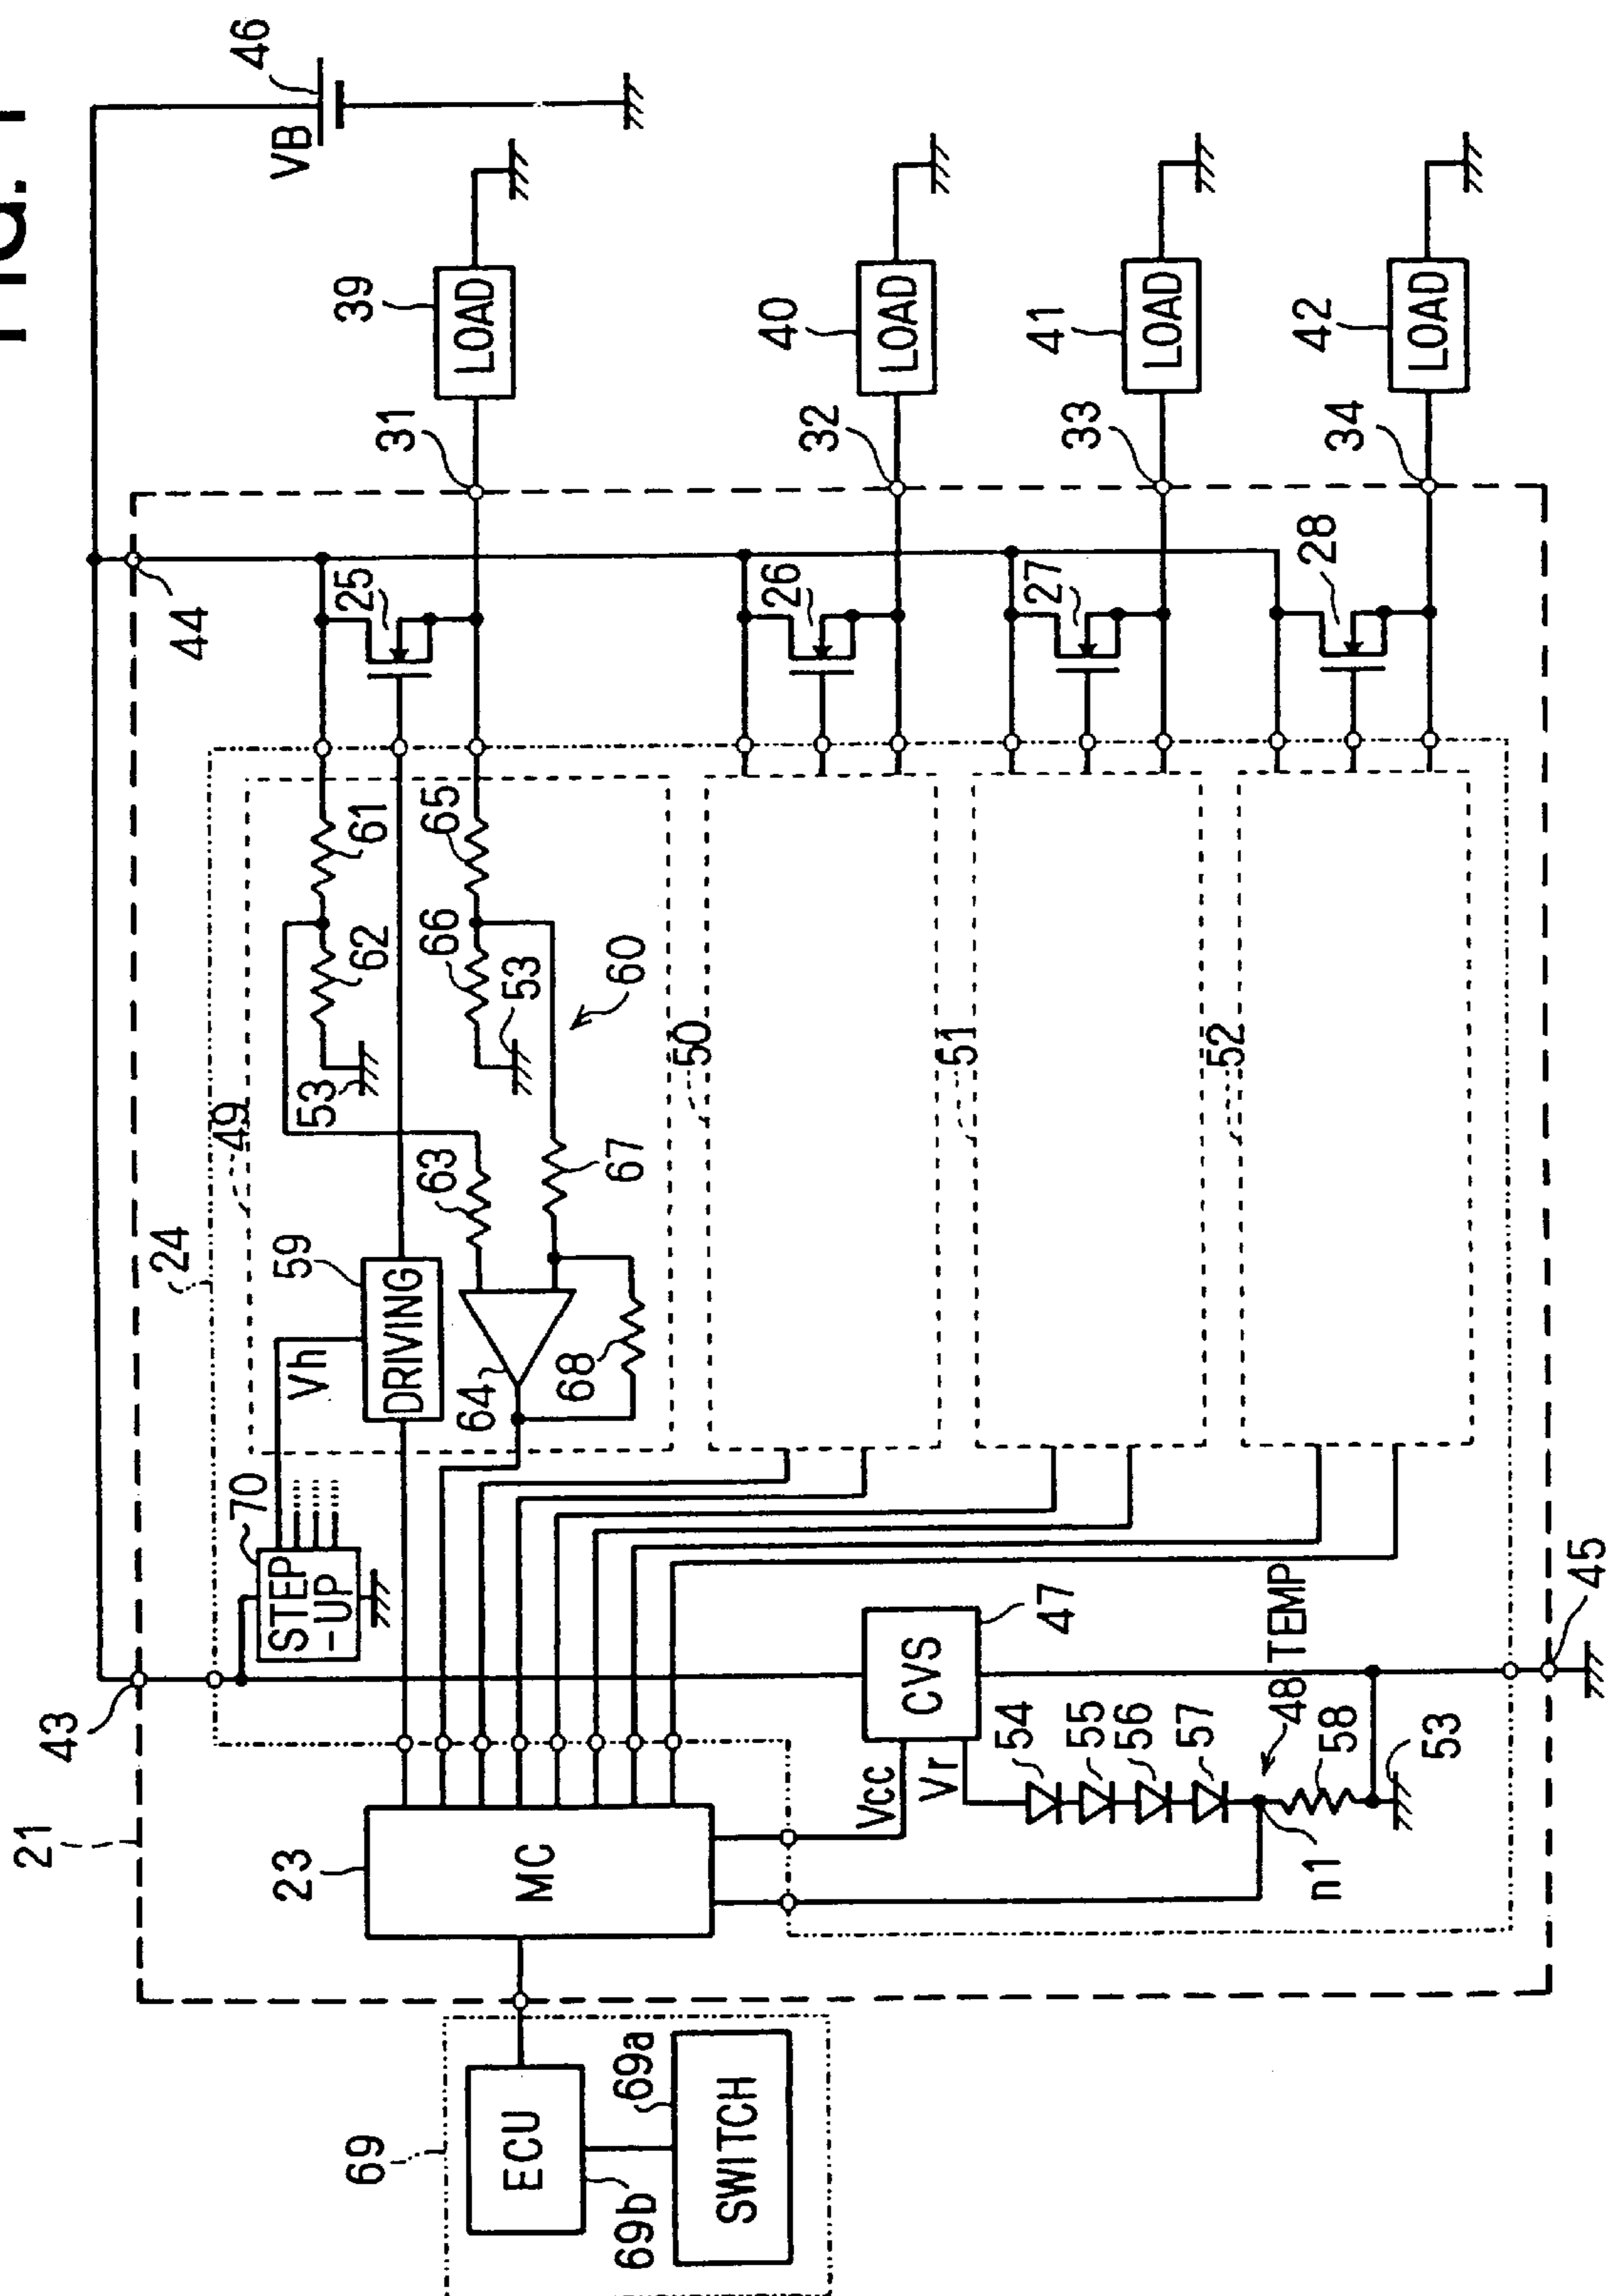 FIG. 1
46
VB
39
LOAD
40
LOAD
41
LOAD
42
LOAD
31
32
33
34
44
25
26
27
28
61
62
65
66
53
53
60
49
50
51
52
24
63
67
59
DRIVING
Vh
64
68
70
STEP
-UP
43
47
CVS
45
48 TEMP
Vcc
Vr
54
55
56
57
58
53
n1
21
23
MC
69
ECU
69b
69a
SWITCH